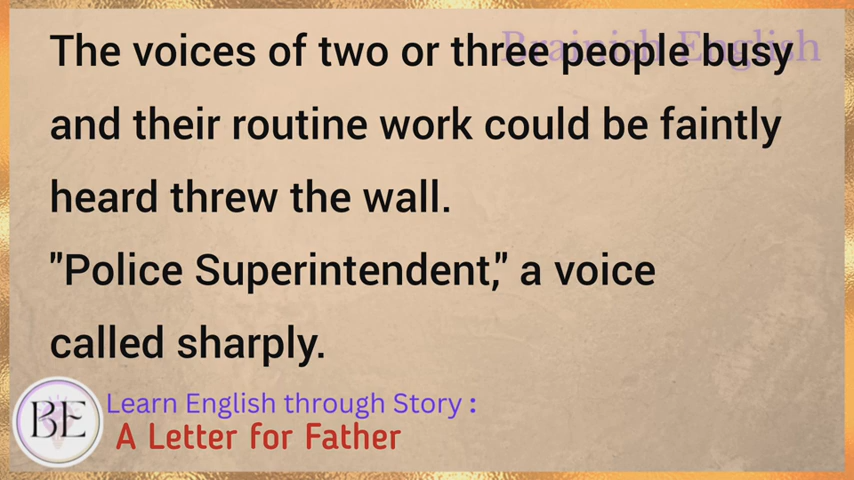 Brainish English
The voices of two or three people busy
and their routine work could be faintly
heard threw the wall.
"Police Superintendent," a voice
called sharply.
BE
Learn English through Story :
A Letter for Father